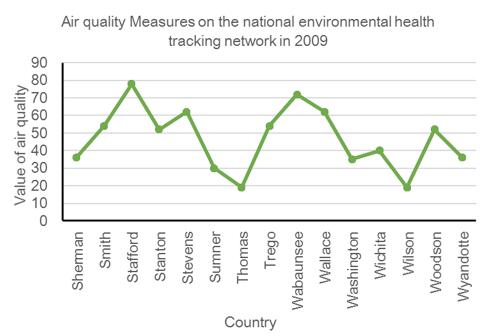 Air quality Measures on the national environmental health
tracking network in 2009
Value of air quality
90
80
70
60
50
40
30
20
10
0
Sherman
Smith
Stafford
Stanton
Stevens
Sumner
Thomas
Trego
Wabaunsee
Wallace
Washington
Wichita
Wilson
Woodson
Wyandotte
Country